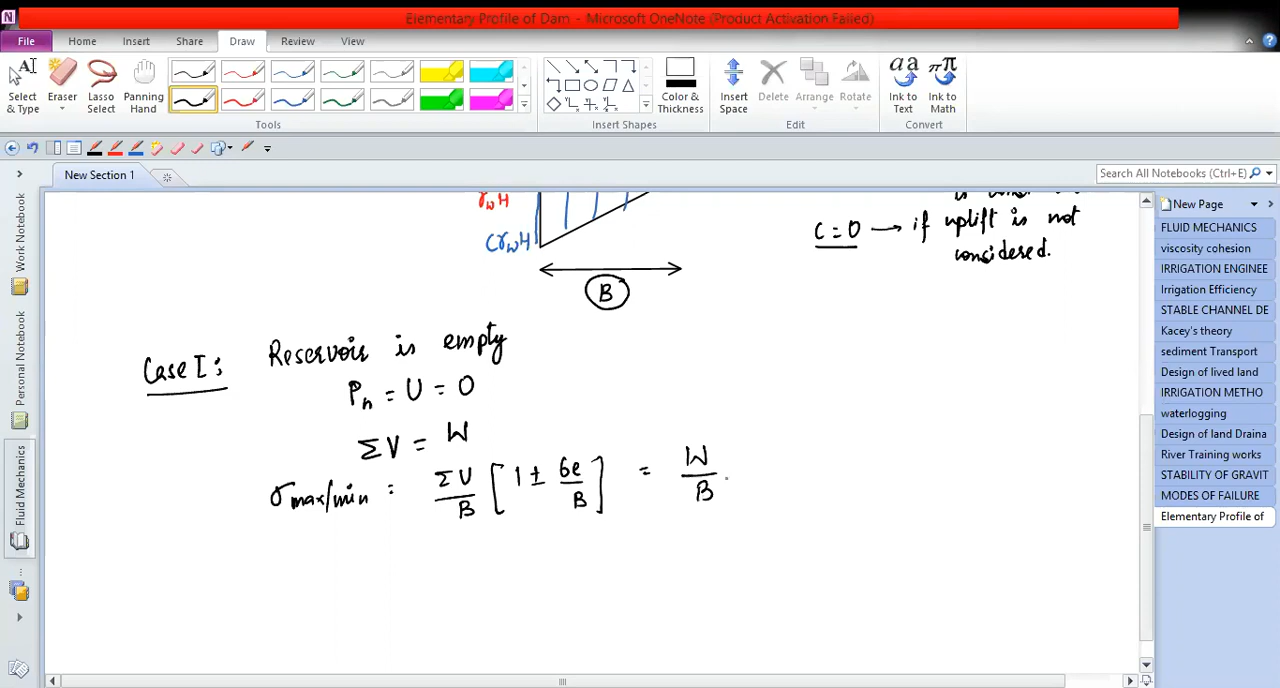 Elementary Profile of Dam - Microsoft OneNote (Product Activation Failed)
File Home Insert Share Draw Review View
Select & Type Eraser Lasso Select Panning Hand Color & Thickness Insert Space Delete Arrange Rotate Ink to Text Ink to Math
Tools Insert Shapes Edit Convert
New Section 1
Search All Notebooks (Ctrl+E)
Work Notebook
Personal Notebook
Fluid Mechanics
New Page
FLUID MECHANICS
viscosity cohesion
IRRIGATION ENGINEE
Irrigation Efficiency
STABLE CHANNEL DE
Kacey's theory
sediment Transport
Design of lived land
IRRIGATION METHO
waterlogging
Design of land Draina
River Training works
STABILITY OF GRAVIT
MODES OF FAILURE
Elementary Profile of
γwH
CγwH
B
C = 0 → if uplift is not
considered.
Case I: Reservoir is empty
Pn = U = 0
ΣV = W
σmax/min = ΣV/B [1 ± 6e/B] = W/B